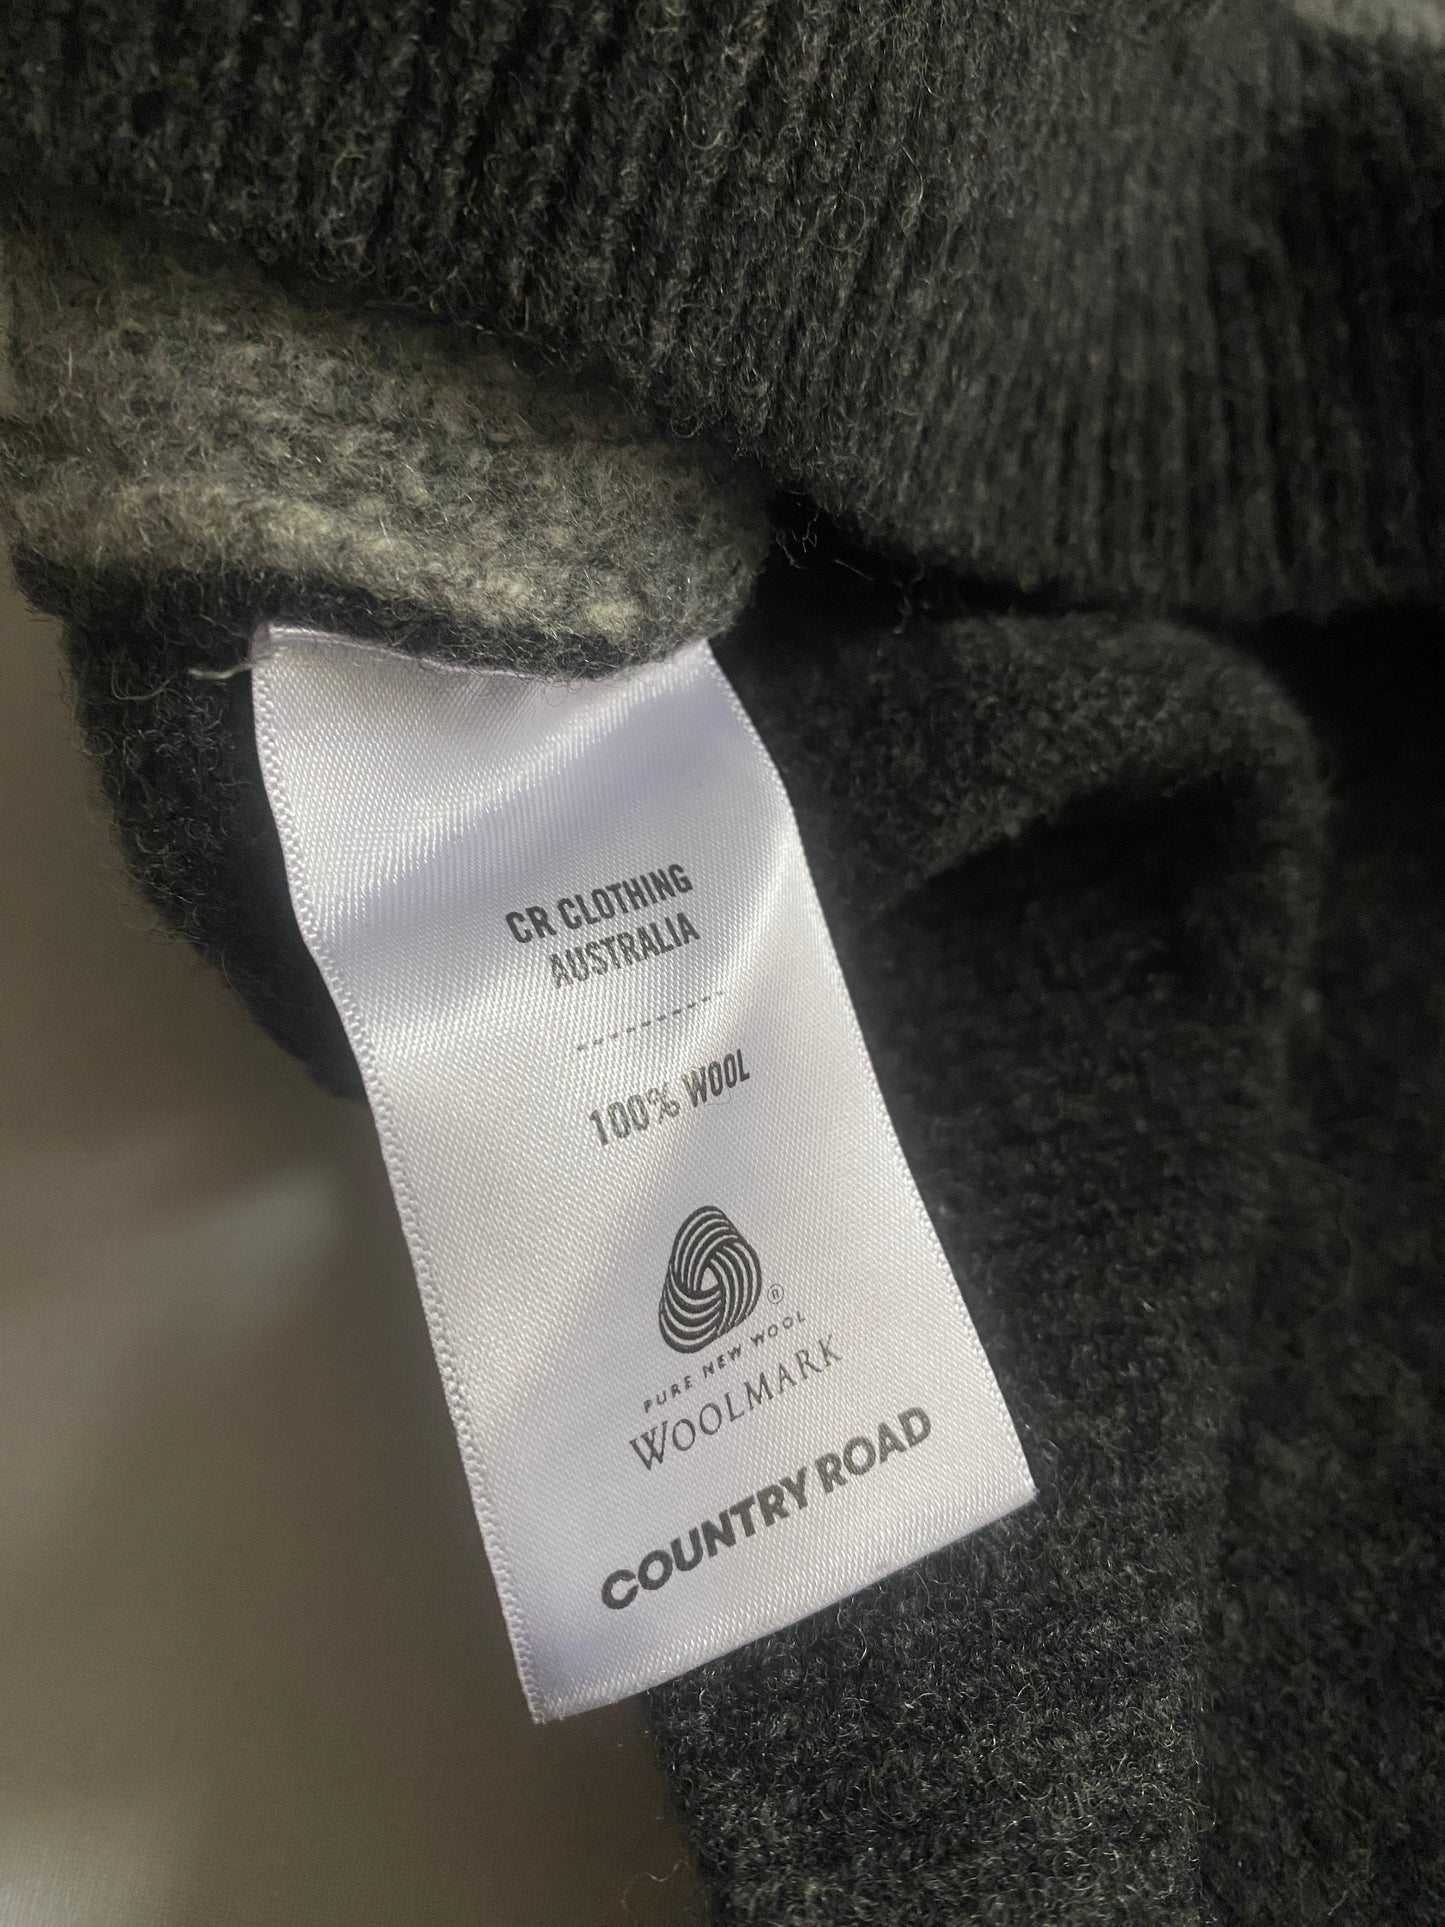 CR CLOTHING
AUSTRALIA
100% WOOL
®
PURE NEW WOOL
WOOLMARK
COUNTRY ROAD